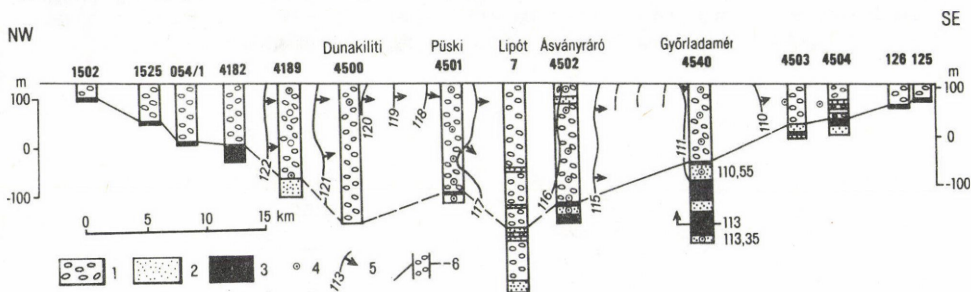 NW SE
Dunakiliti Püski Lipót Ásványráró Győrladamér
1502 1525 054/1 4182 4189 4500 4501 7 4502 4540 4503 4504 126 125
m m
100 100
0 0
-100 -100
122 121 120 119 118 117 116 115 111 110
110,55
113
113,35
0 5 10 15 km
1 2 3 4 113 5 6